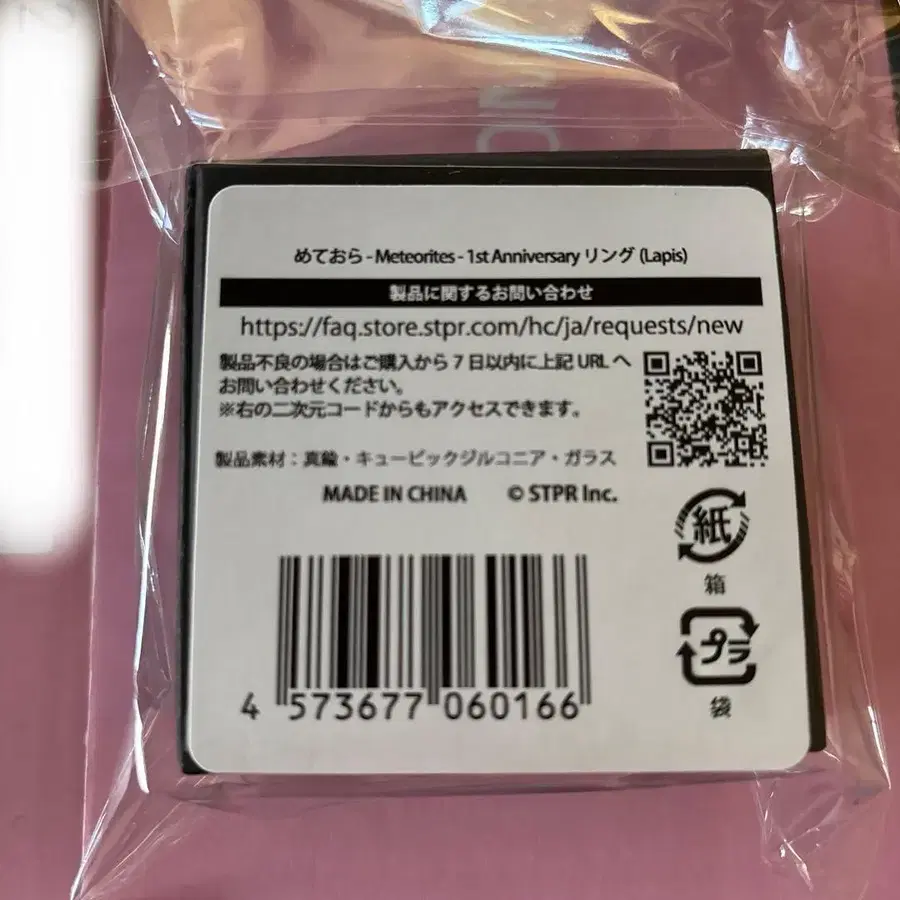 めておら - Meteorites - 1st Anniversary リング (Lapis)
製品に関するお問い合わせ
https://faq.store.stpr.com/hc/ja/requests/new
製品不良の場合はご購入から 7 日以内に上記 URL へ
お問い合わせください。
※右の二次元コードからもアクセスできます。
製品素材：真鍮・キュービックジルコニア・ガラス
MADE IN CHINA © STPR Inc.
紙
箱
プラ
袋
4 573677 060166